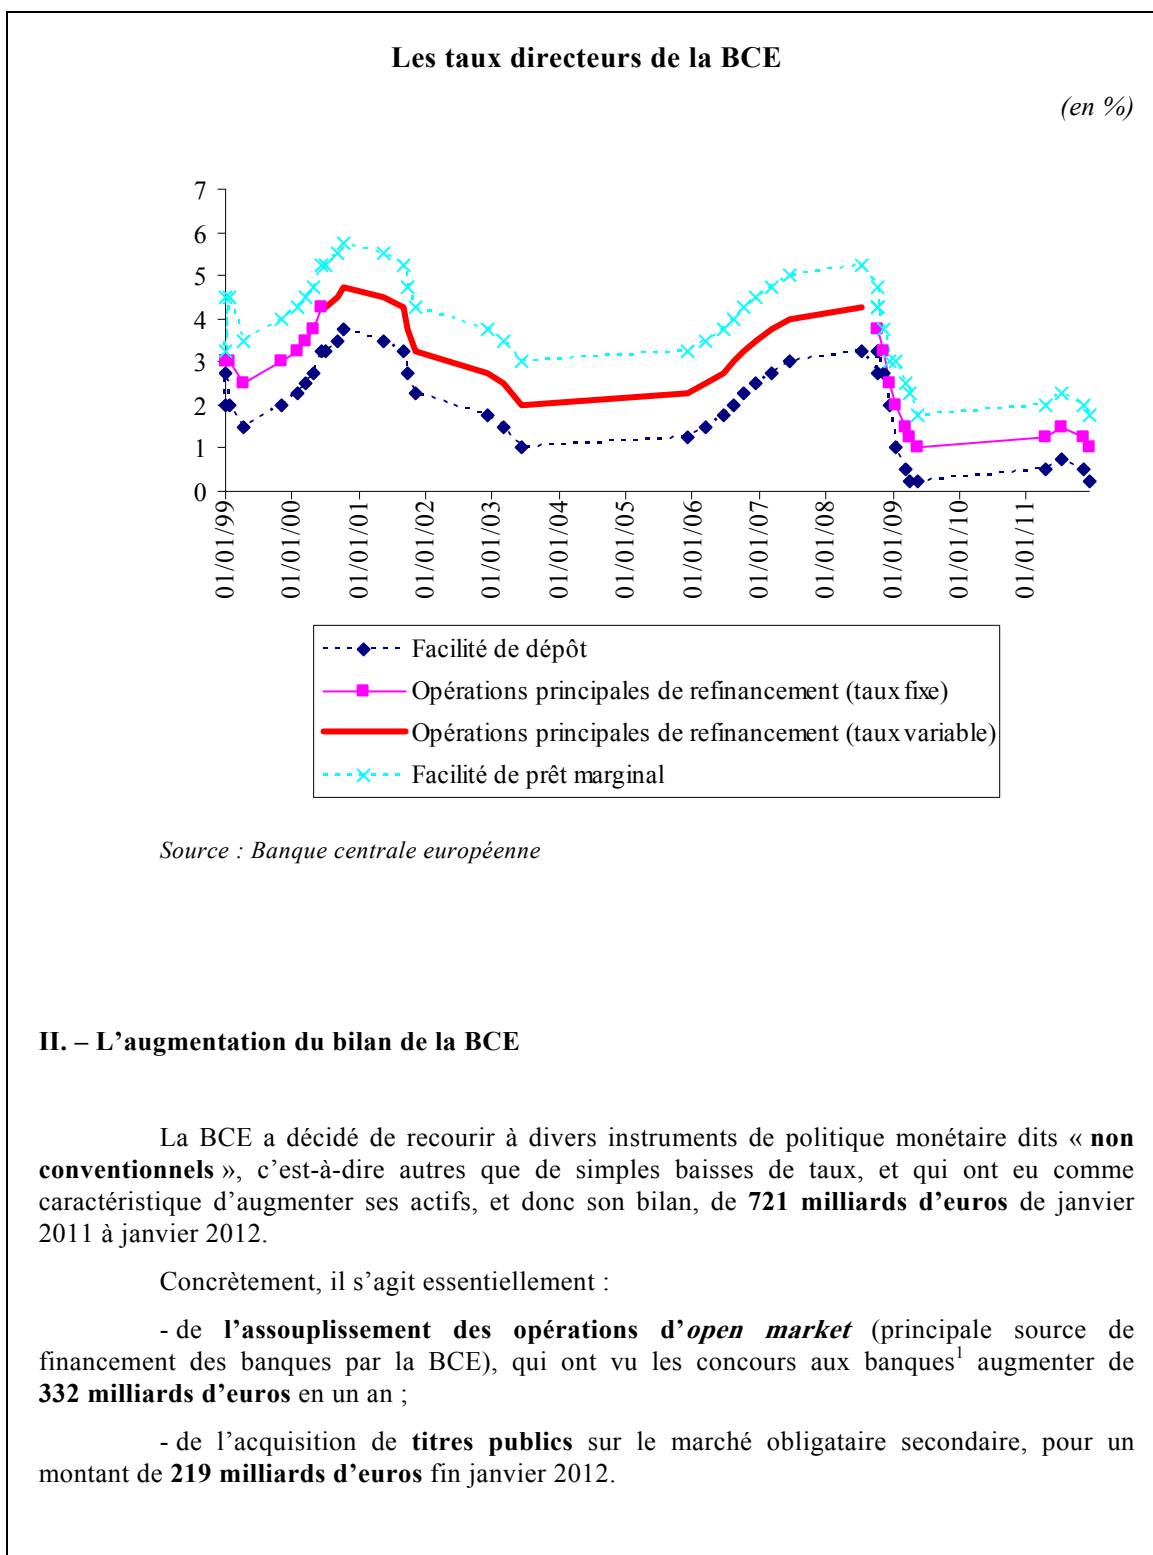 Les taux directeurs de la BCE
(en %)
7
6
5
4
3
2
1
0
01/01/99
01/01/00
01/01/01
01/01/02
01/01/03
01/01/04
01/01/05
01/01/06
01/01/07
01/01/08
01/01/09
01/01/10
01/01/11
Facilité de dépôt
Opérations principales de refinancement (taux fixe)
Opérations principales de refinancement (taux variable)
Facilité de prêt marginal
Source : Banque centrale européenne
II. – L’augmentation du bilan de la BCE
La BCE a décidé de recourir à divers instruments de politique monétaire dits « non
conventionnels », c’est-à-dire autres que de simples baisses de taux, et qui ont eu comme
caractéristique d’augmenter ses actifs, et donc son bilan, de 721 milliards d’euros de janvier
2011 à janvier 2012.
Concrètement, il s’agit essentiellement :
- de l’assouplissement des opérations d’open market (principale source de
financement des banques par la BCE), qui ont vu les concours aux banques1 augmenter de
332 milliards d’euros en un an ;
- de l’acquisition de titres publics sur le marché obligataire secondaire, pour un
montant de 219 milliards d’euros fin janvier 2012.